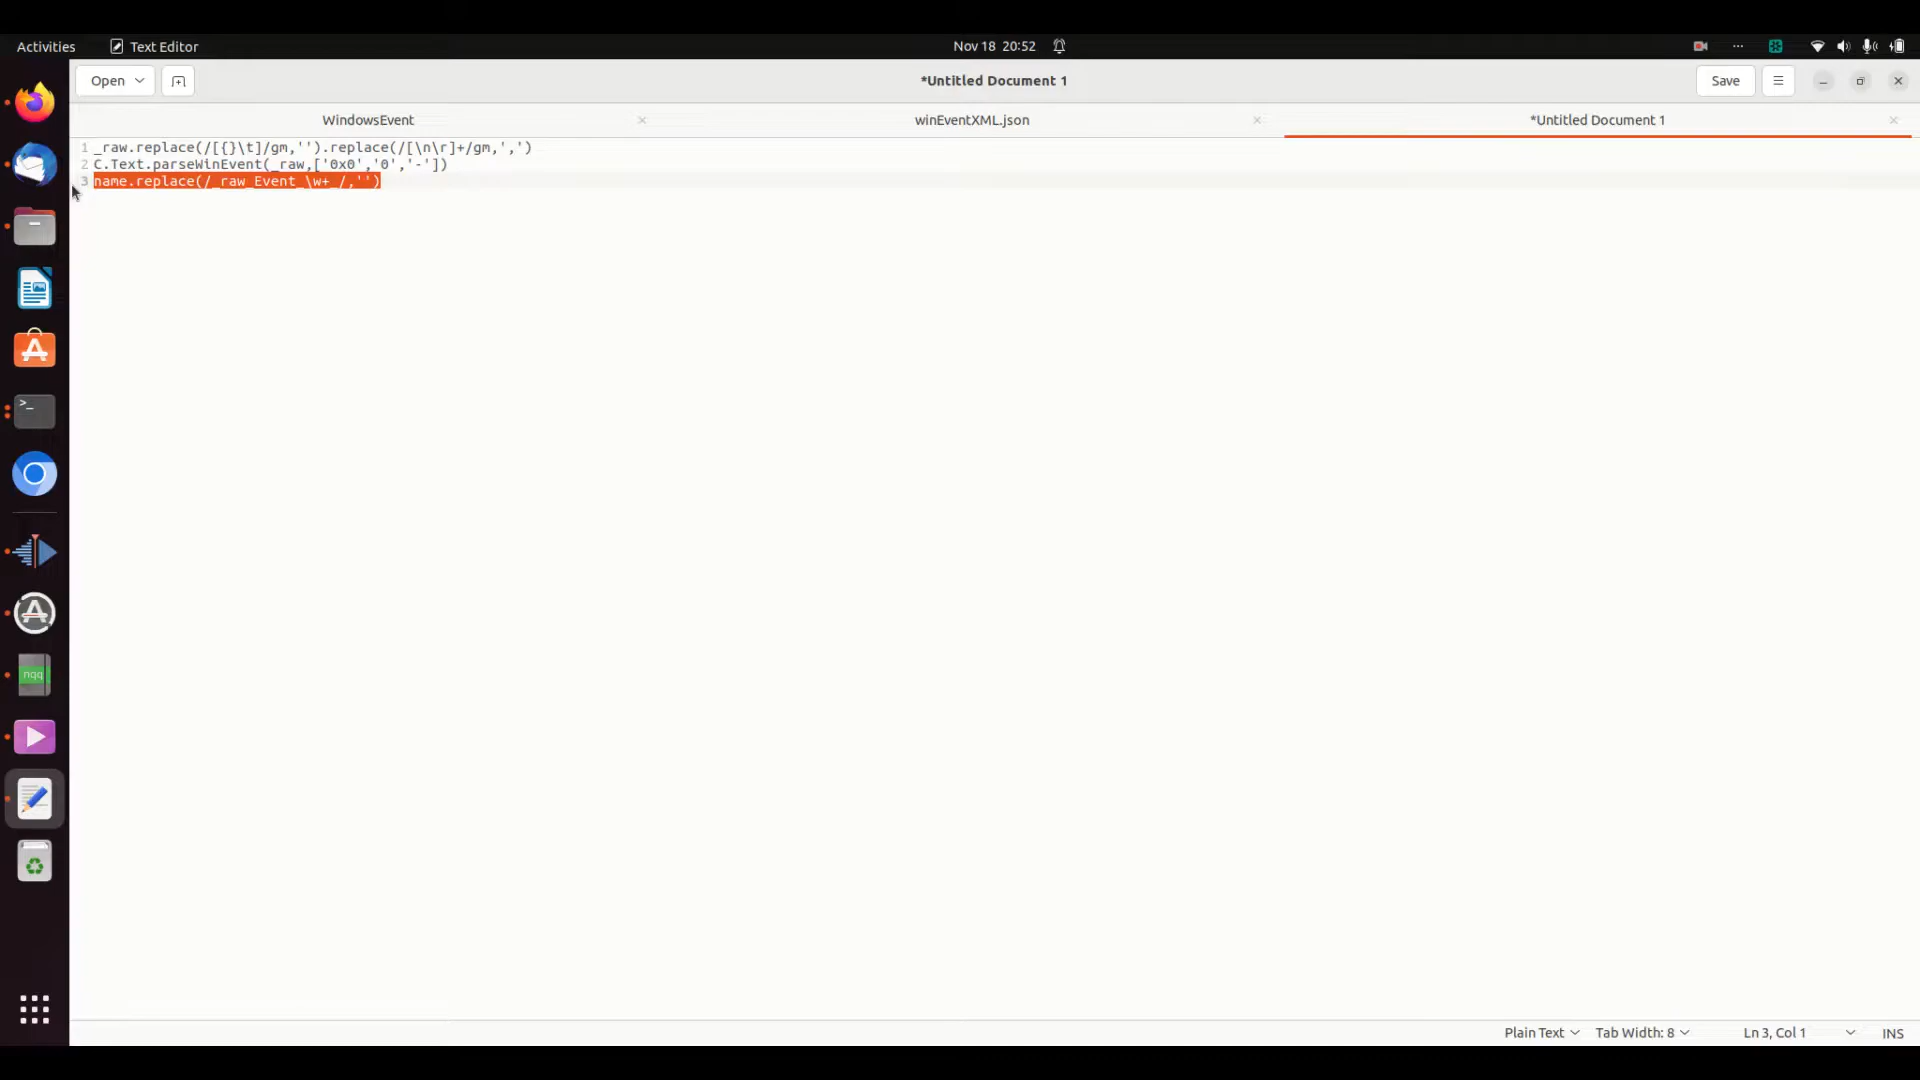 Activities Text Editor Nov 18 20:52
Open *Untitled Document 1 Save
WindowsEvent winEventXML.json *Untitled Document 1
1 _raw.replace(/[{}\t]/gm,'').replace(/[\n\r]+/gm,',')
2 C.Text.parseWinEvent(_raw,['0x0','0','-'])
3 name.replace(/_raw_Event_\w+_/,'')
nqq
Plain Text Tab Width: 8 Ln 3, Col 1 INS